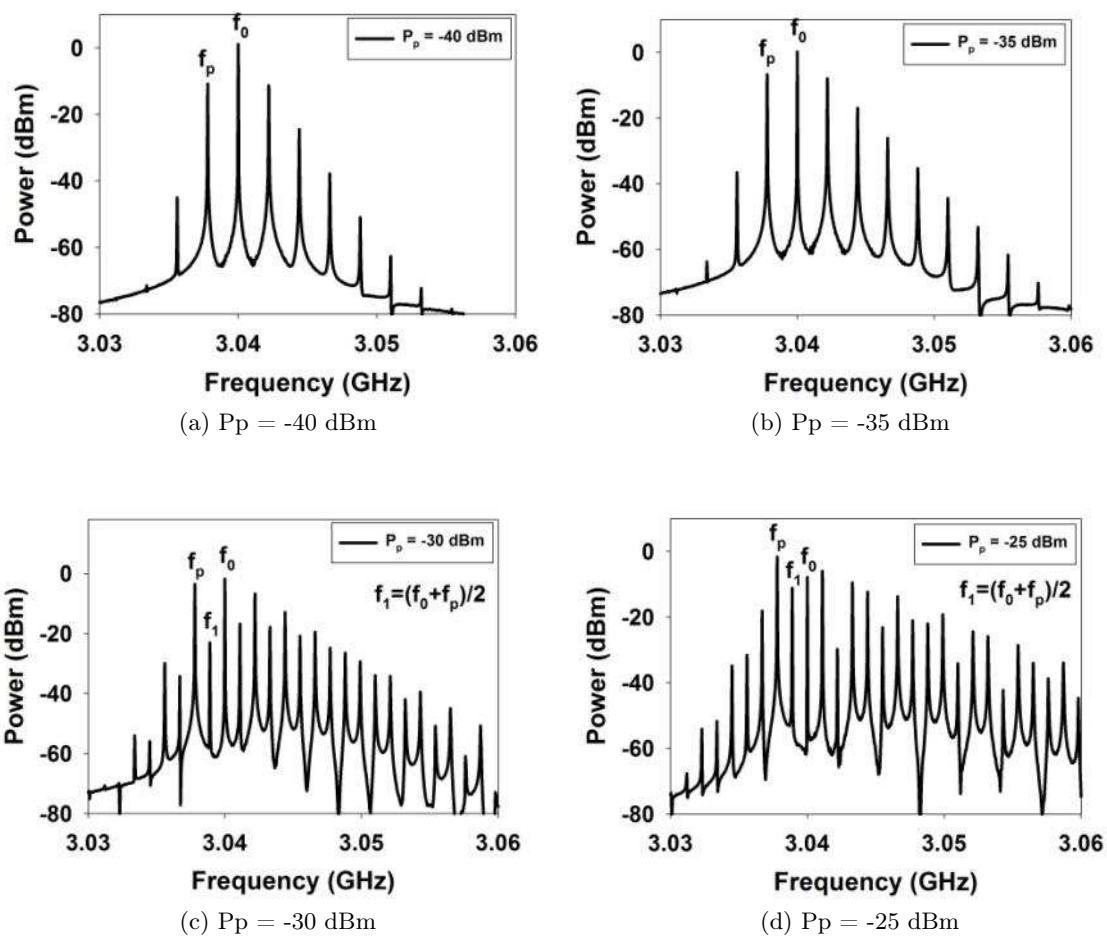 f0
fp
Pp = -40 dBm
0
-20
-40
-60
-80
Power (dBm)
3.03
3.04
3.05
3.06
Frequency (GHz)
(a) Pp = -40 dBm
f0
fp
Pp = -35 dBm
0
-20
-40
-60
-80
Power (dBm)
3.03
3.04
3.05
3.06
Frequency (GHz)
(b) Pp = -35 dBm
Pp = -30 dBm
fp
f0
f1
f1=(f0+fp)/2
0
-20
-40
-60
-80
Power (dBm)
3.03
3.04
3.05
3.06
Frequency (GHz)
(c) Pp = -30 dBm
fp
f1
f0
Pp = -25 dBm
f1=(f0+fp)/2
0
-20
-40
-60
-80
Power (dBm)
3.03
3.04
3.05
3.06
Frequency (GHz)
(d) Pp = -25 dBm